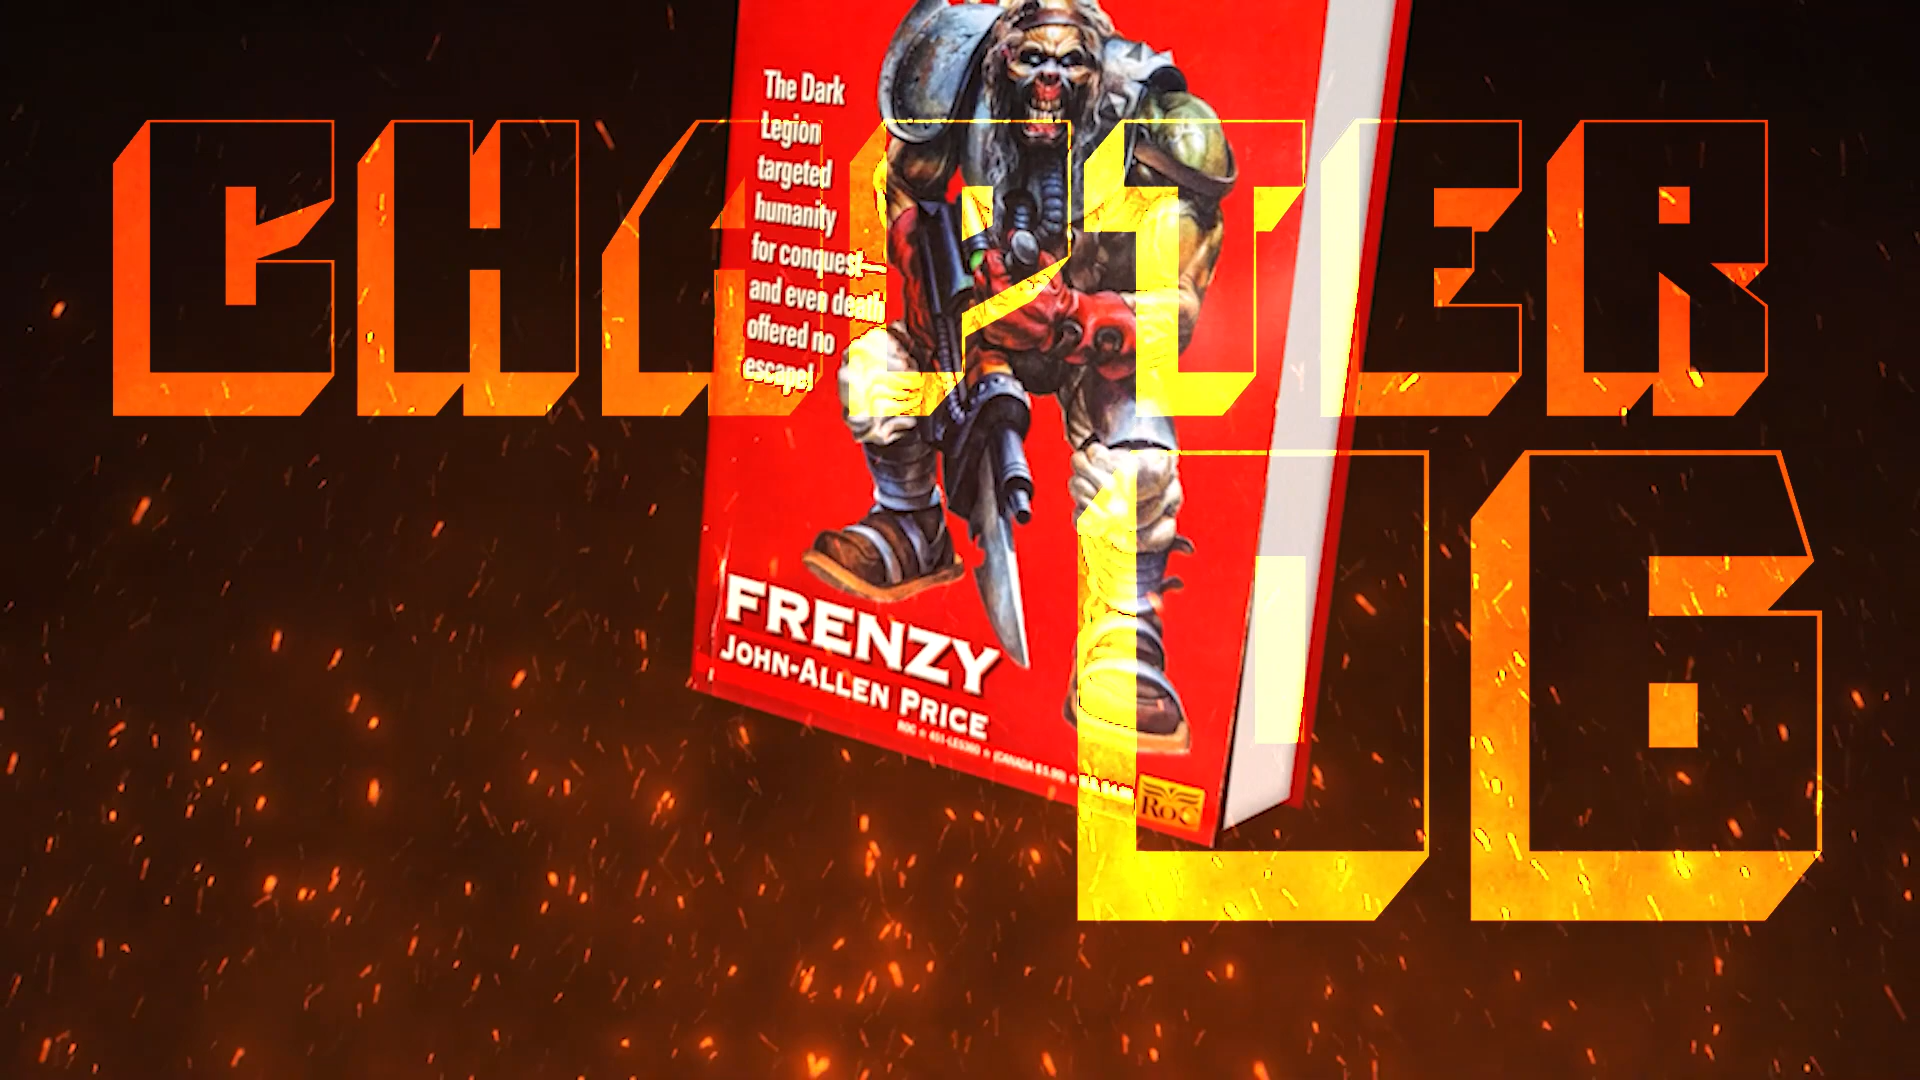 CHAPTER
06
The Dark
Legion
targeted
humanity
for conquest
and even death
offered no
escape!
FRENZY
JOHN-ALLEN PRICE
ROC